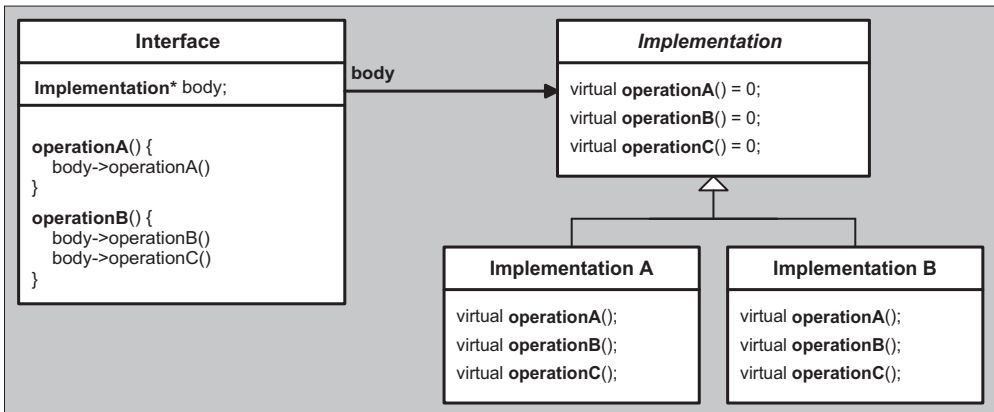 Interface
Implementation* body;
operationA() {
body->operationA()
}
operationB() {
body->operationB()
body->operationC()
}
body
Implementation
virtual operationA() = 0;
virtual operationB() = 0;
virtual operationC() = 0;
Implementation A
virtual operationA();
virtual operationB();
virtual operationC();
Implementation B
virtual operationA();
virtual operationB();
virtual operationC();